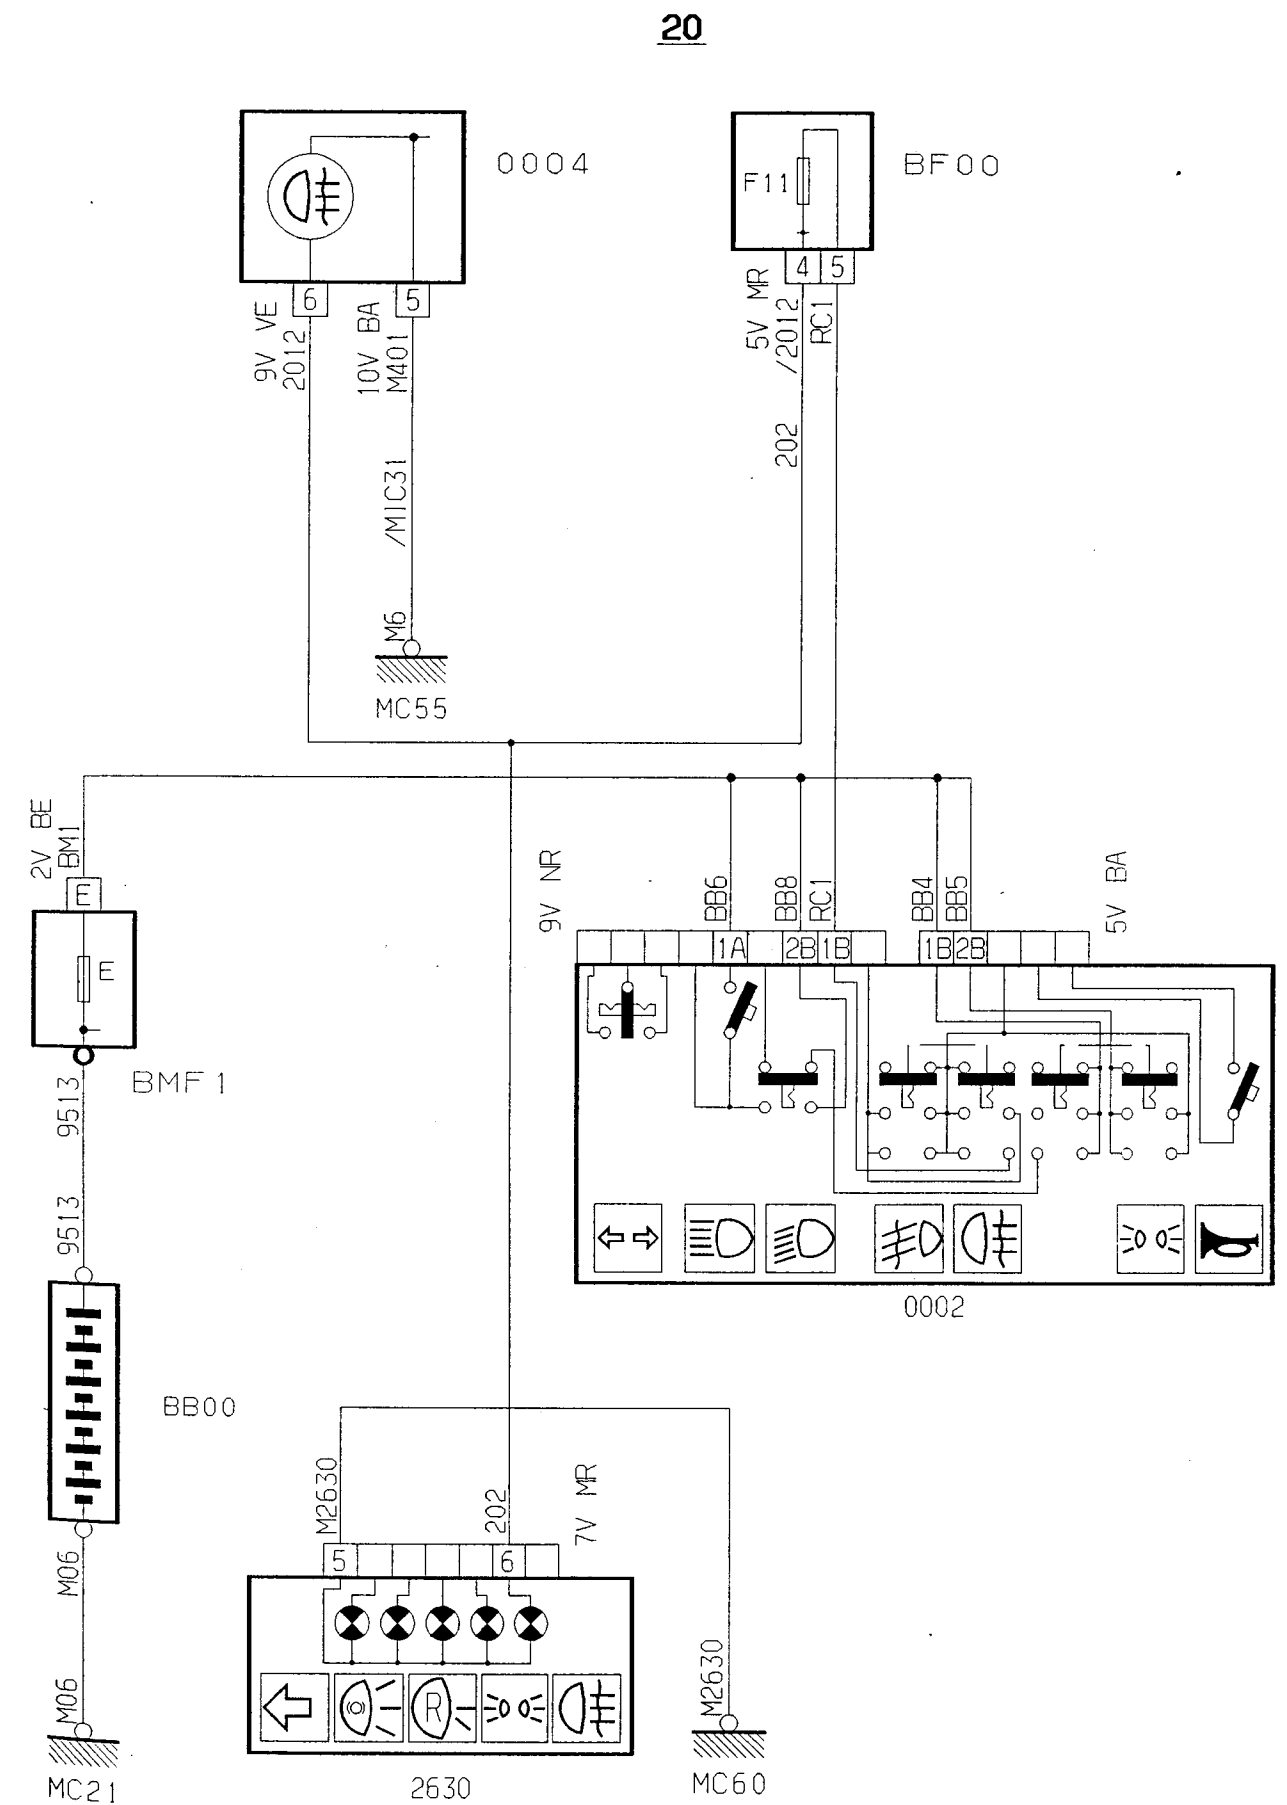 20
0004
BF00
F11
4
5
6
5
9V VE
2012
10V BA
M401
/MIC31
M6
MC55
5V MR
/2012
202
RC1
2V BE
BM1
E
E
BMF1
9513
9513
BB00
M06
M06
MC21
9V NR
BB6
BB8
RC1
BB4
BB5
5V BA
1A
2B
1B
1B
2B
0002
M2630
202
7V MR
5
6
R
2630
M2630
MC60